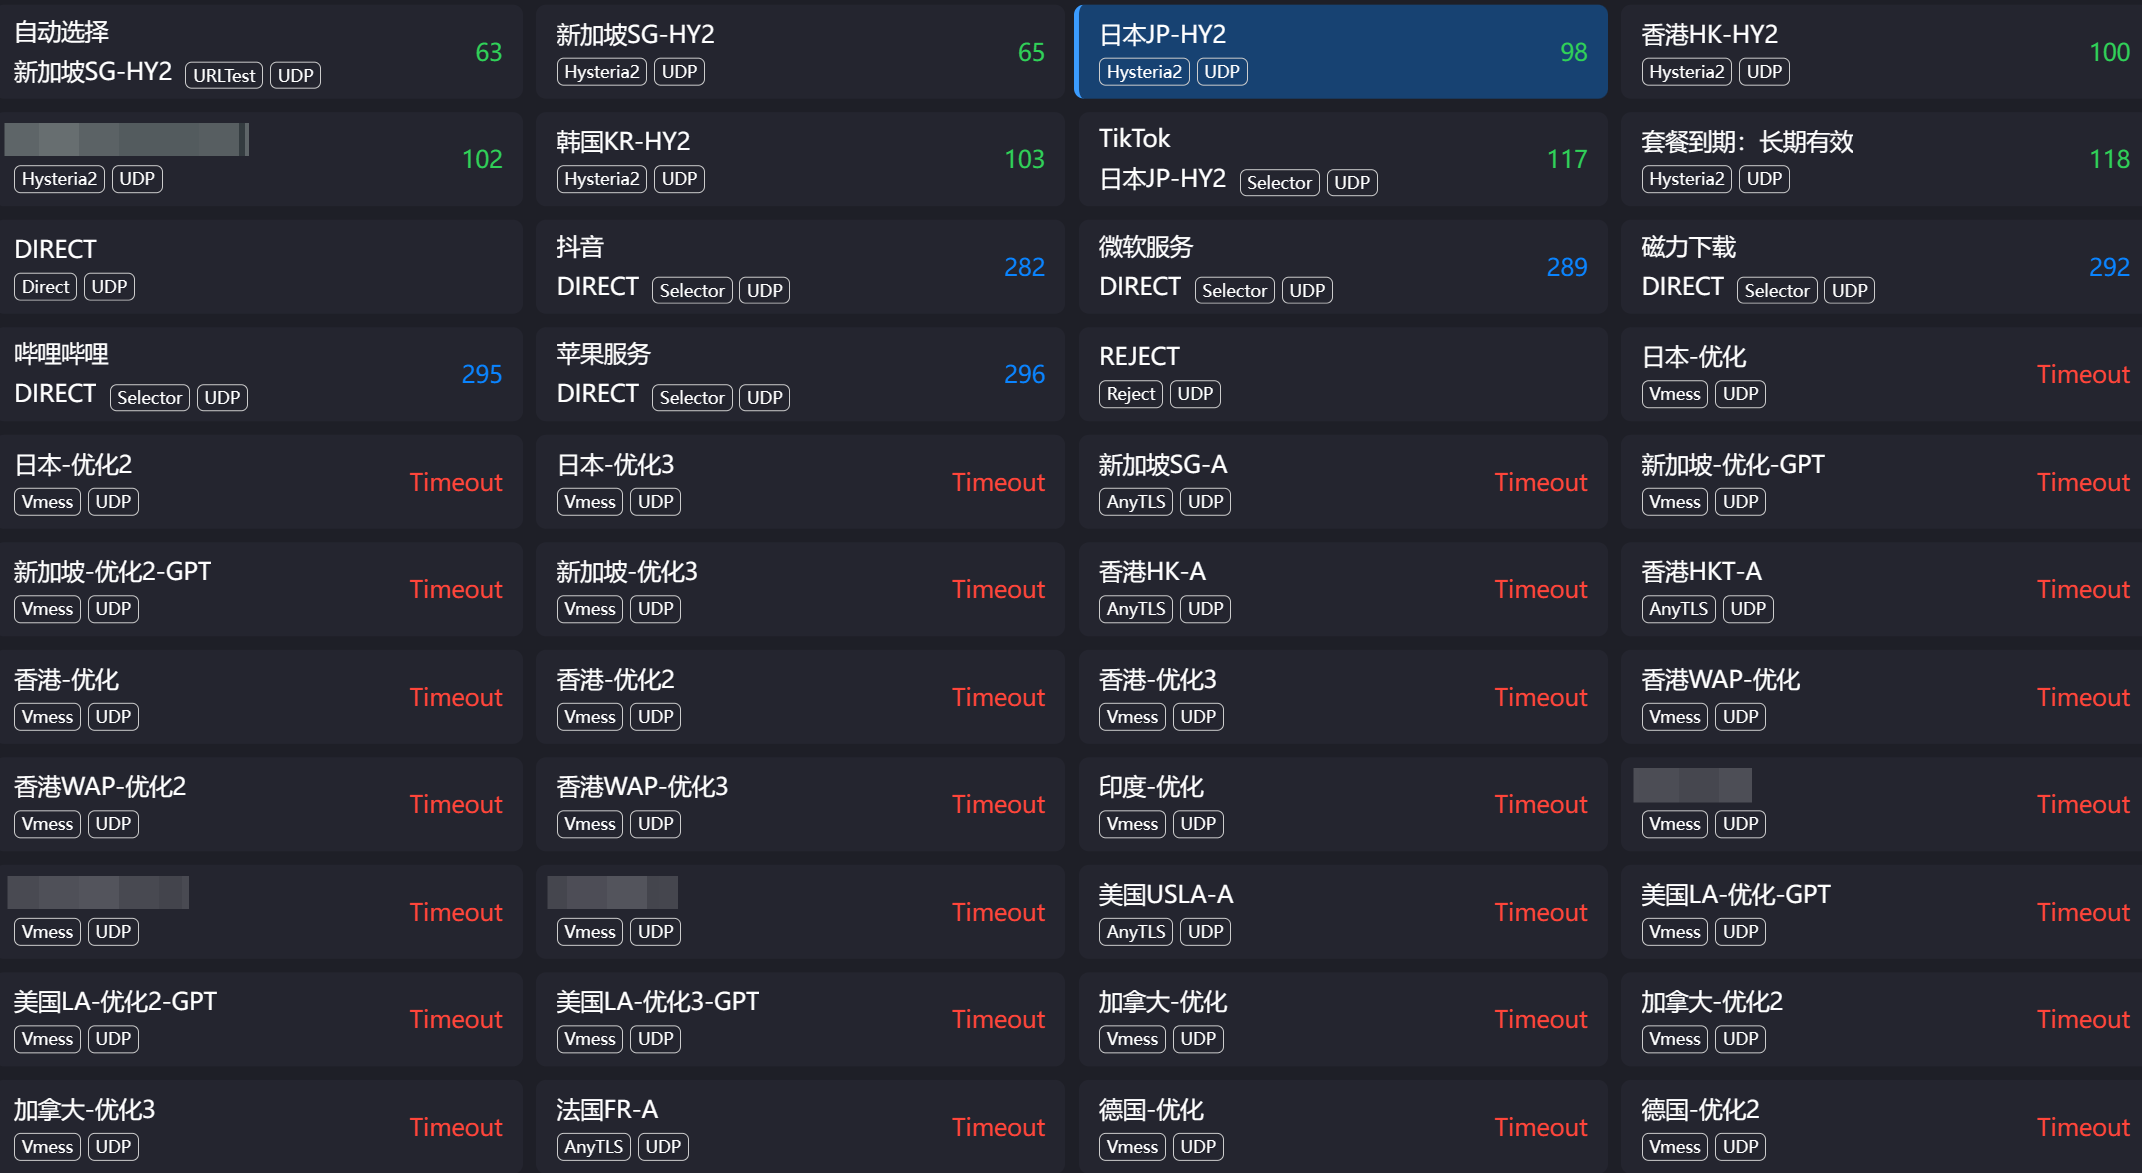 自动选择
新加坡SG-HY2 URLTest UDP
63
新加坡SG-HY2
Hysteria2 UDP
65
日本JP-HY2
Hysteria2 UDP
98
香港HK-HY2
Hysteria2 UDP
100
Hysteria2 UDP
102
韩国KR-HY2
Hysteria2 UDP
103
TikTok
日本JP-HY2 Selector UDP
117
套餐到期：长期有效
Hysteria2 UDP
118
DIRECT
Direct UDP
抖音
DIRECT Selector UDP
282
微软服务
DIRECT Selector UDP
289
磁力下载
DIRECT Selector UDP
292
哔哩哔哩
DIRECT Selector UDP
295
苹果服务
DIRECT Selector UDP
296
REJECT
Reject UDP
日本-优化
Vmess UDP
Timeout
日本-优化2
Vmess UDP
Timeout
日本-优化3
Vmess UDP
Timeout
新加坡SG-A
AnyTLS UDP
Timeout
新加坡-优化-GPT
Vmess UDP
Timeout
新加坡-优化2-GPT
Vmess UDP
Timeout
新加坡-优化3
Vmess UDP
Timeout
香港HK-A
AnyTLS UDP
Timeout
香港HKT-A
AnyTLS UDP
Timeout
香港-优化
Vmess UDP
Timeout
香港-优化2
Vmess UDP
Timeout
香港-优化3
Vmess UDP
Timeout
香港WAP-优化
Vmess UDP
Timeout
香港WAP-优化2
Vmess UDP
Timeout
香港WAP-优化3
Vmess UDP
Timeout
印度-优化
Vmess UDP
Timeout
Vmess UDP
Timeout
Vmess UDP
Timeout
Vmess UDP
Timeout
美国USLA-A
AnyTLS UDP
Timeout
美国LA-优化-GPT
Vmess UDP
Timeout
美国LA-优化2-GPT
Vmess UDP
Timeout
美国LA-优化3-GPT
Vmess UDP
Timeout
加拿大-优化
Vmess UDP
Timeout
加拿大-优化2
Vmess UDP
Timeout
加拿大-优化3
Vmess UDP
Timeout
法国FR-A
AnyTLS UDP
Timeout
德国-优化
Vmess UDP
Timeout
德国-优化2
Vmess UDP
Timeout